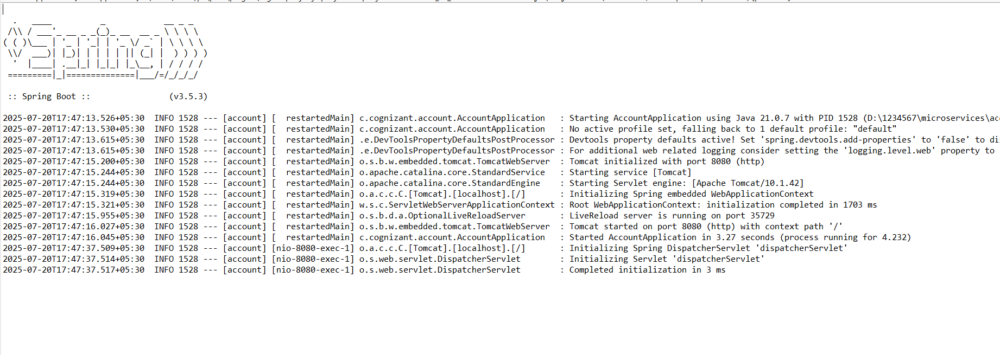 .   ____          _            __ _ _
 /\\ / ___'_ __ _ _(_)_ __  __ _ \ \ \ \
( ( )\___ | '_ | '_| | '_ \/ _` | \ \ \ \
 \\/  ___)| |_)| | | | | || (_| |  ) ) ) )
  '  |____| .__|_| |_|_| |_\__, | / / / /
 =========|_|==============|___/=/_/_/_/

 :: Spring Boot ::                (v3.5.3)

2025-07-20T17:47:13.526+05:30  INFO 1528 --- [account] [  restartedMain] c.cognizant.account.AccountApplication   : Starting AccountApplication using Java 21.0.7 with PID 1528 (D:\1234567\microservices\acc
2025-07-20T17:47:13.530+05:30  INFO 1528 --- [account] [  restartedMain] c.cognizant.account.AccountApplication   : No active profile set, falling back to 1 default profile: "default"
2025-07-20T17:47:13.615+05:30  INFO 1528 --- [account] [  restartedMain] .e.DevToolsPropertyDefaultsPostProcessor : Devtools property defaults active! Set 'spring.devtools.add-properties' to 'false' to dis
2025-07-20T17:47:13.615+05:30  INFO 1528 --- [account] [  restartedMain] .e.DevToolsPropertyDefaultsPostProcessor : For additional web related logging consider setting the 'logging.level.web' property to
2025-07-20T17:47:15.200+05:30  INFO 1528 --- [account] [  restartedMain] o.s.b.w.embedded.tomcat.TomcatWebServer  : Tomcat initialized with port 8080 (http)
2025-07-20T17:47:15.244+05:30  INFO 1528 --- [account] [  restartedMain] o.apache.catalina.core.StandardService   : Starting service [Tomcat]
2025-07-20T17:47:15.244+05:30  INFO 1528 --- [account] [  restartedMain] o.apache.catalina.core.StandardEngine    : Starting Servlet engine: [Apache Tomcat/10.1.42]
2025-07-20T17:47:15.319+05:30  INFO 1528 --- [account] [  restartedMain] o.a.c.c.C.[Tomcat].[localhost].[/]       : Initializing Spring embedded WebApplicationContext
2025-07-20T17:47:15.321+05:30  INFO 1528 --- [account] [  restartedMain] w.s.c.ServletWebServerApplicationContext : Root WebApplicationContext: initialization completed in 1703 ms
2025-07-20T17:47:15.955+05:30  INFO 1528 --- [account] [  restartedMain] o.s.b.d.a.OptionalLiveReloadServer       : LiveReload server is running on port 35729
2025-07-20T17:47:16.027+05:30  INFO 1528 --- [account] [  restartedMain] o.s.b.w.embedded.tomcat.TomcatWebServer  : Tomcat started on port 8080 (http) with context path '/'
2025-07-20T17:47:16.045+05:30  INFO 1528 --- [account] [  restartedMain] c.cognizant.account.AccountApplication   : Started AccountApplication in 3.27 seconds (process running for 4.232)
2025-07-20T17:47:37.509+05:30  INFO 1528 --- [account] [nio-8080-exec-1] o.a.c.c.C.[Tomcat].[localhost].[/]       : Initializing Spring DispatcherServlet 'dispatcherServlet'
2025-07-20T17:47:37.514+05:30  INFO 1528 --- [account] [nio-8080-exec-1] o.s.web.servlet.DispatcherServlet        : Initializing Servlet 'dispatcherServlet'
2025-07-20T17:47:37.517+05:30  INFO 1528 --- [account] [nio-8080-exec-1] o.s.web.servlet.DispatcherServlet        : Completed initialization in 3 ms